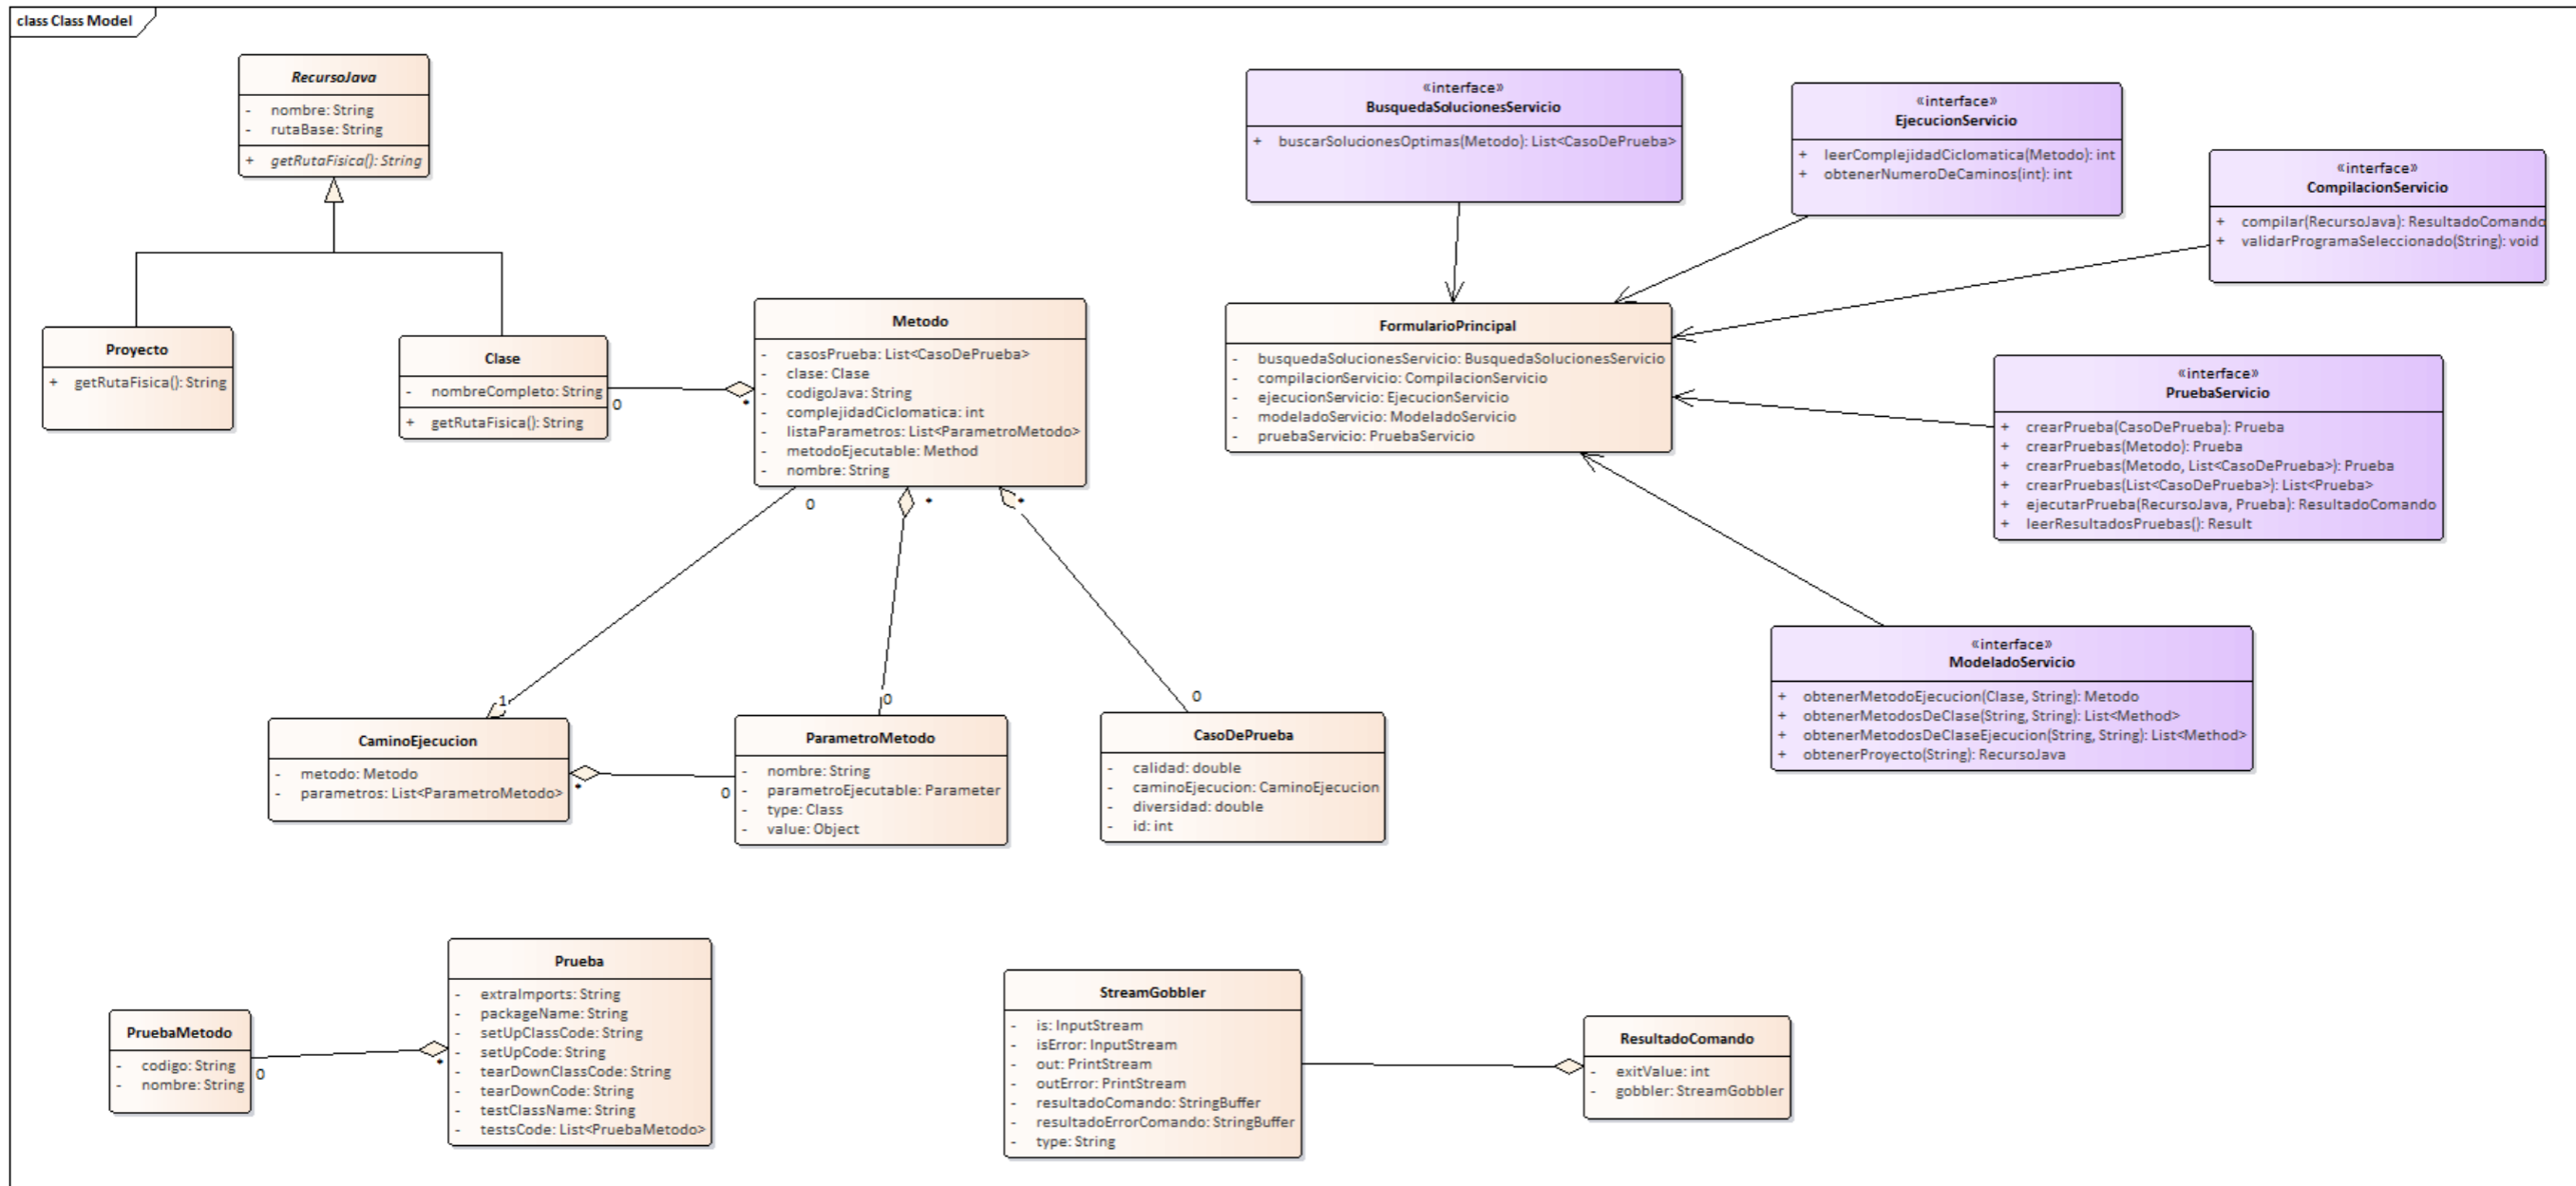 class Class Model
RecursoJava
- nombre: String
- rutaBase: String
+ getRutaFisica(): String
Proyecto
+ getRutaFisica(): String
Clase
- nombreCompleto: String
+ getRutaFisica(): String
0
*
Metodo
- casosPrueba: List<CasoDePrueba>
- clase: Clase
- codigoJava: String
- complejidadCiclomatica: int
- listaParametros: List<ParametroMetodo>
- metodoEjecutable: Method
- nombre: String
0
*
*
1
0
0
CaminoEjecucion
- metodo: Metodo
- parametros: List<ParametroMetodo>
*
0
ParametroMetodo
- nombre: String
- parametroEjecutable: Parameter
- type: Class
- value: Object
CasoDePrueba
- calidad: double
- caminoEjecucion: CaminoEjecucion
- diversidad: double
- id: int
«interface»
BusquedaSolucionesServicio
+ buscarSolucionesOptimas(Metodo): List<CasoDePrueba>
«interface»
EjecucionServicio
+ leerComplejidadCiclomatica(Metodo): int
+ obtenerNumeroDeCaminos(int): int
«interface»
CompilacionServicio
+ compilar(RecursoJava): ResultadoComando
+ validarProgramaSeleccionado(String): void
FormularioPrincipal
- busquedaSolucionesServicio: BusquedaSolucionesServicio
- compilacionServicio: CompilacionServicio
- ejecucionServicio: EjecucionServicio
- modeladoServicio: ModeladoServicio
- pruebaServicio: PruebaServicio
«interface»
PruebaServicio
+ crearPrueba(CasoDePrueba): Prueba
+ crearPruebas(Metodo): Prueba
+ crearPruebas(Metodo, List<CasoDePrueba>): Prueba
+ crearPruebas(List<CasoDePrueba>): List<Prueba>
+ ejecutarPrueba(RecursoJava, Prueba): ResultadoComando
+ leerResultadosPruebas(): Result
«interface»
ModeladoServicio
+ obtenerMetodoEjecucion(Clase, String): Metodo
+ obtenerMetodosDeClase(String, String): List<Method>
+ obtenerMetodosDeClaseEjecucion(String, String): List<Method>
+ obtenerProyecto(String): RecursoJava
PruebaMetodo
- codigo: String
- nombre: String
0
*
Prueba
- extraImports: String
- packageName: String
- setUpClassCode: String
- setUpCode: String
- tearDownClassCode: String
- tearDownCode: String
- testClassName: String
- testsCode: List<PruebaMetodo>
StreamGobbler
- is: InputStream
- isError: InputStream
- out: PrintStream
- outError: PrintStream
- resultadoComando: StringBuffer
- resultadoErrorComando: StringBuffer
- type: String
ResultadoComando
- exitValue: int
- gobbler: StreamGobbler